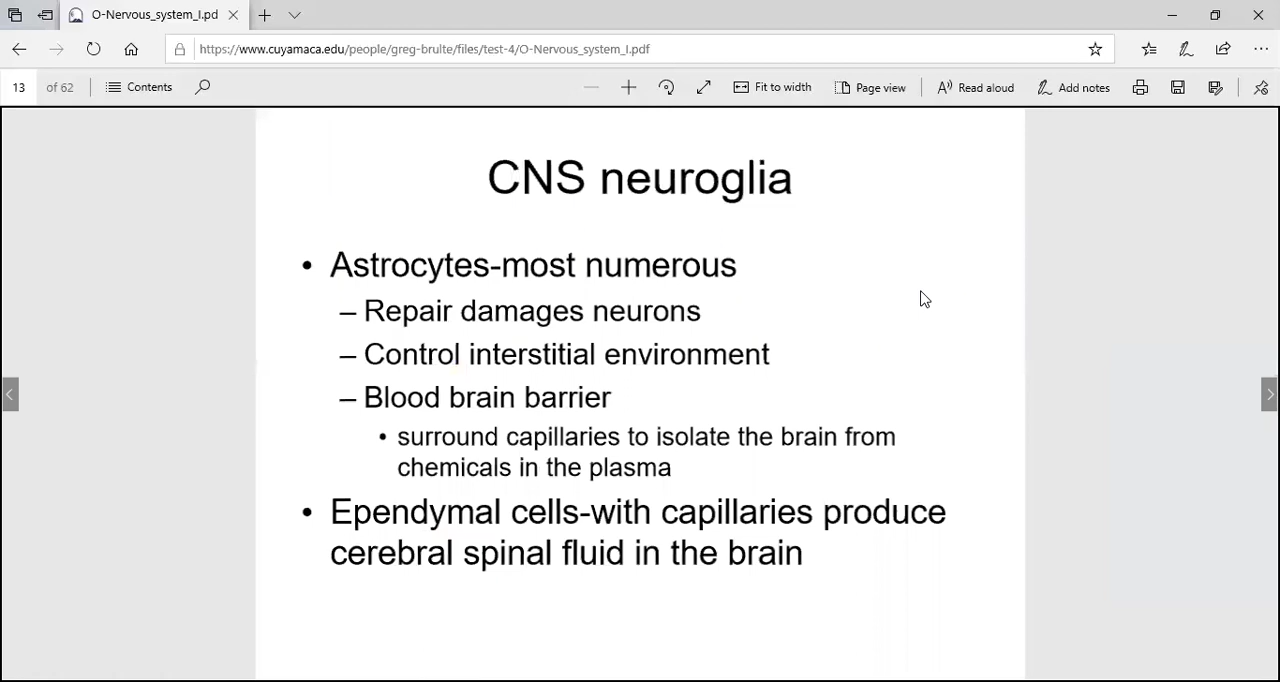 O-Nervous_system_I.pd
https://www.cuyamaca.edu/people/greg-brulte/files/test-4/O-Nervous_system_I.pdf
13 of 62 Contents Fit to width Page view Read aloud Add notes
CNS neuroglia
• Astrocytes-most numerous
– Repair damages neurons
– Control interstitial environment
– Blood brain barrier
• surround capillaries to isolate the brain from
chemicals in the plasma
• Ependymal cells-with capillaries produce
cerebral spinal fluid in the brain